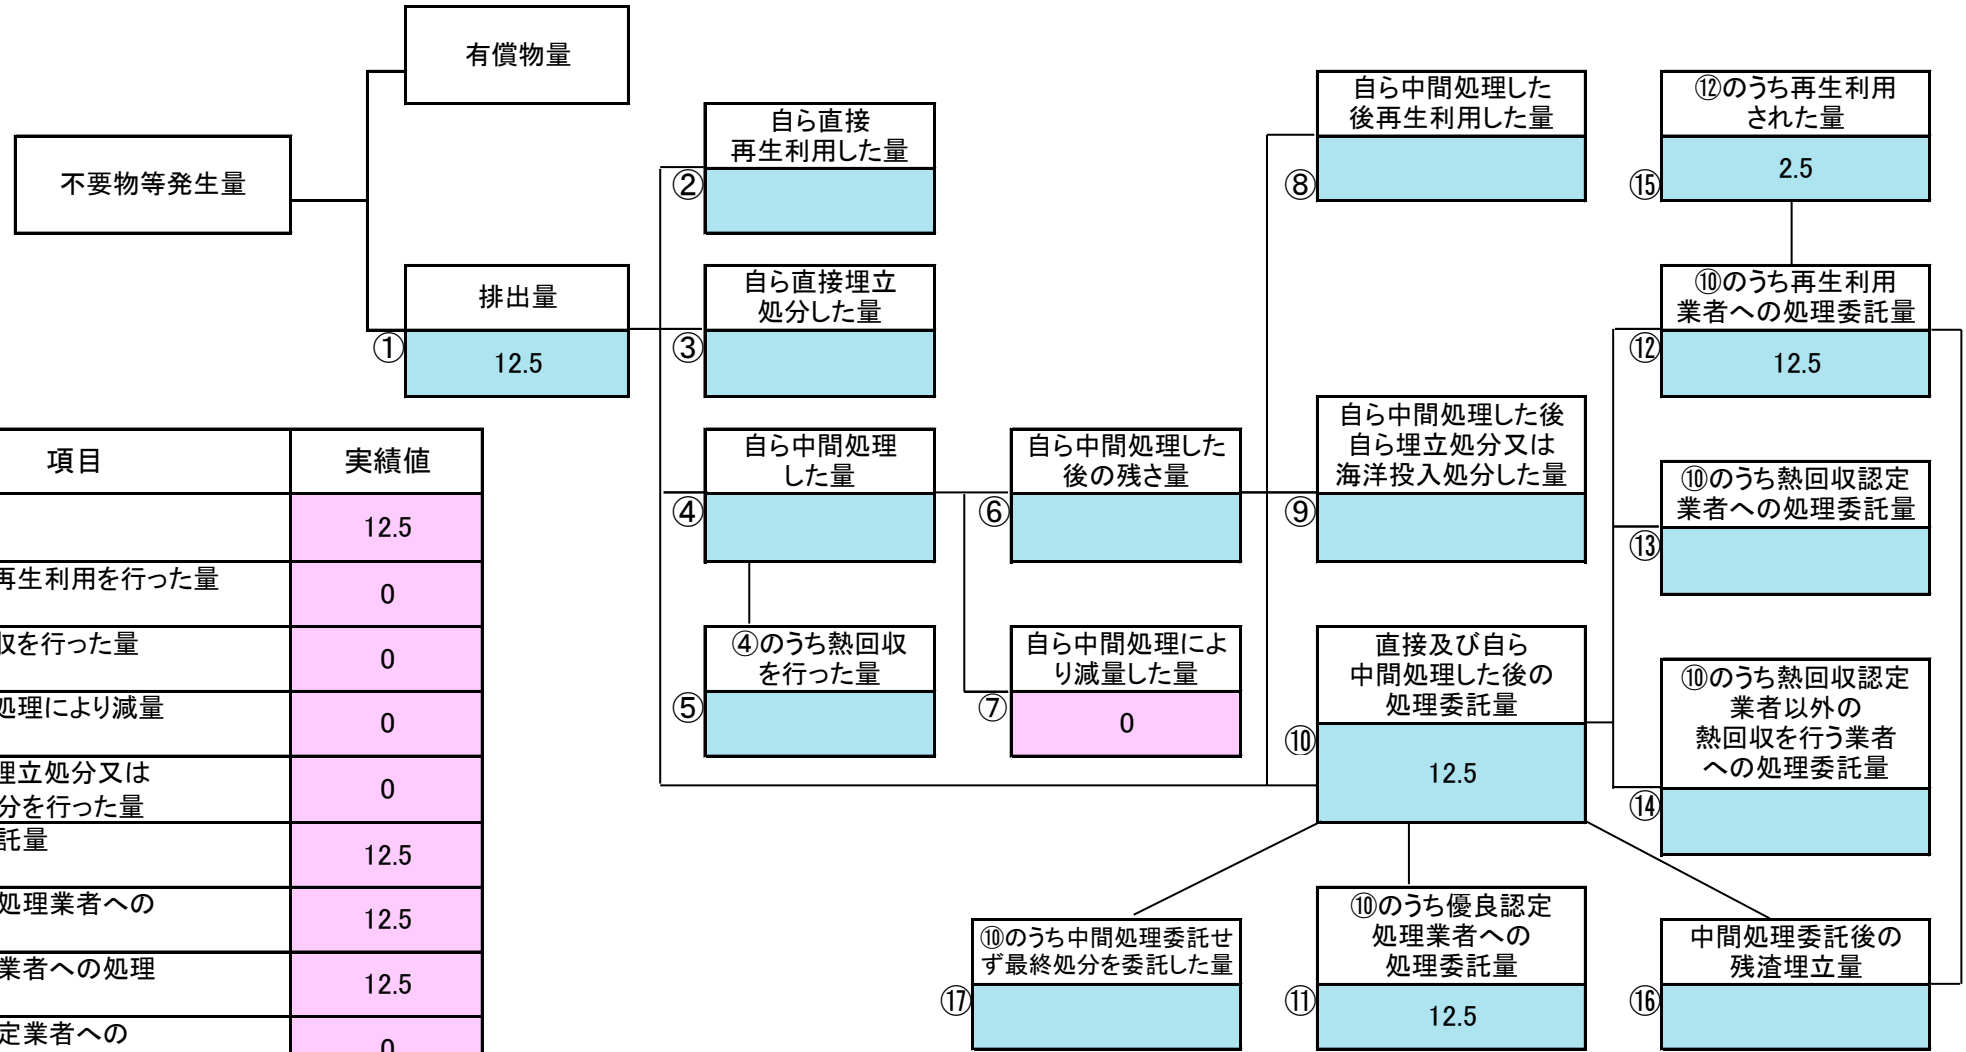 有償物量
不要物等発生量
排出量
①
12.5
自ら直接
再生利用した量
②
自ら直接埋立
処分した量
③
自ら中間処理
した量
④
④のうち熱回収
を行った量
⑤
自ら中間処理した
後の残さ量
⑥
自ら中間処理によ
り減量した量
⑦
0
自ら中間処理した
後再生利用した量
⑧
自ら中間処理した後
自ら埋立処分又は
海洋投入処分した量
⑨
直接及び自ら
中間処理した後の
処理委託量
⑩
12.5
⑫のうち再生利用
された量
⑮
2.5
⑩のうち再生利用
業者への処理委託量
⑫
12.5
⑩のうち熱回収認定
業者への処理委託量
⑬
⑩のうち熱回収認定
業者以外の
熱回収を行う業者
への処理委託量
⑭
⑩のうち中間処理委託せ
ず最終処分を委託した量
⑰
⑩のうち優良認定
処理業者への
処理委託量
⑪
12.5
中間処理委託後の
残渣埋立量
⑯
項目
実績値
12.5
再生利用を行った量
0
収を行った量
0
処理により減量
0
埋立処分又は
分を行った量
0
託量
12.5
処理業者への
12.5
業者への処理
12.5
定業者への
0